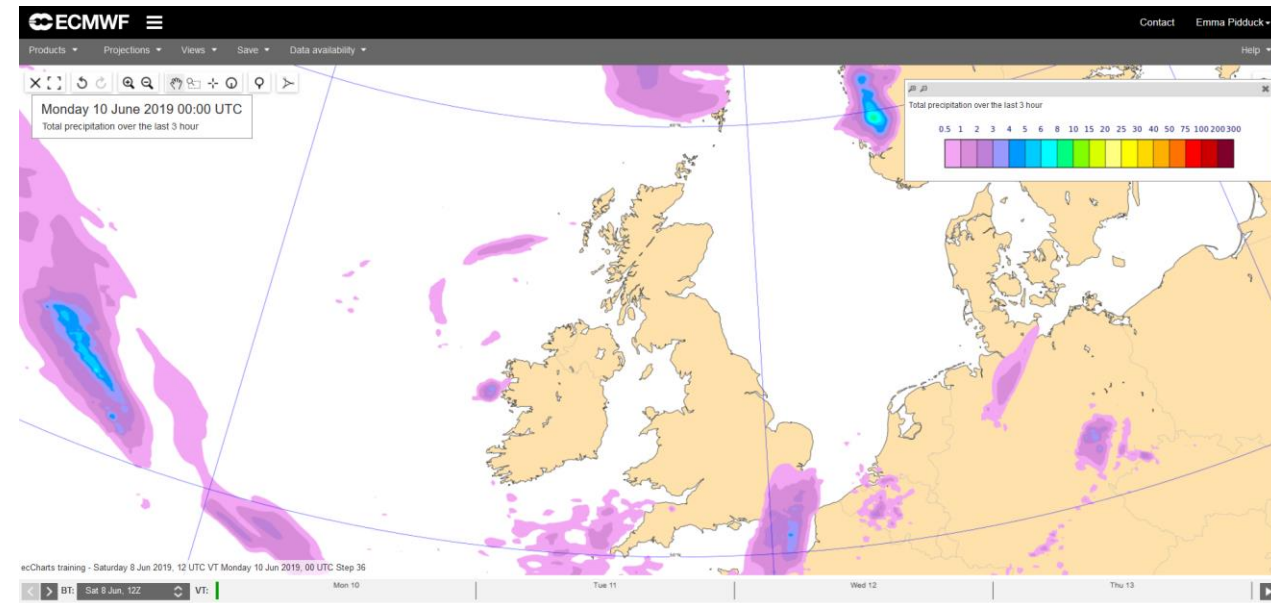 ECMWF
Contact Emma Pidduck
Products Projections Views Save Data availability Help
Monday 10 June 2019 00:00 UTC
Total precipitation over the last 3 hour
Total precipitation over the last 3 hour
0.5 1 2 3 4 5 6 8 10 15 20 25 30 40 50 75 100 200 300
ecCharts training - Saturday 8 Jun 2019, 12 UTC VT Monday 10 Jun 2019, 00 UTC Step 36
BT: Sat 8 Jun, 12Z VT: Mon 10 Tue 11 Wed 12 Thu 13